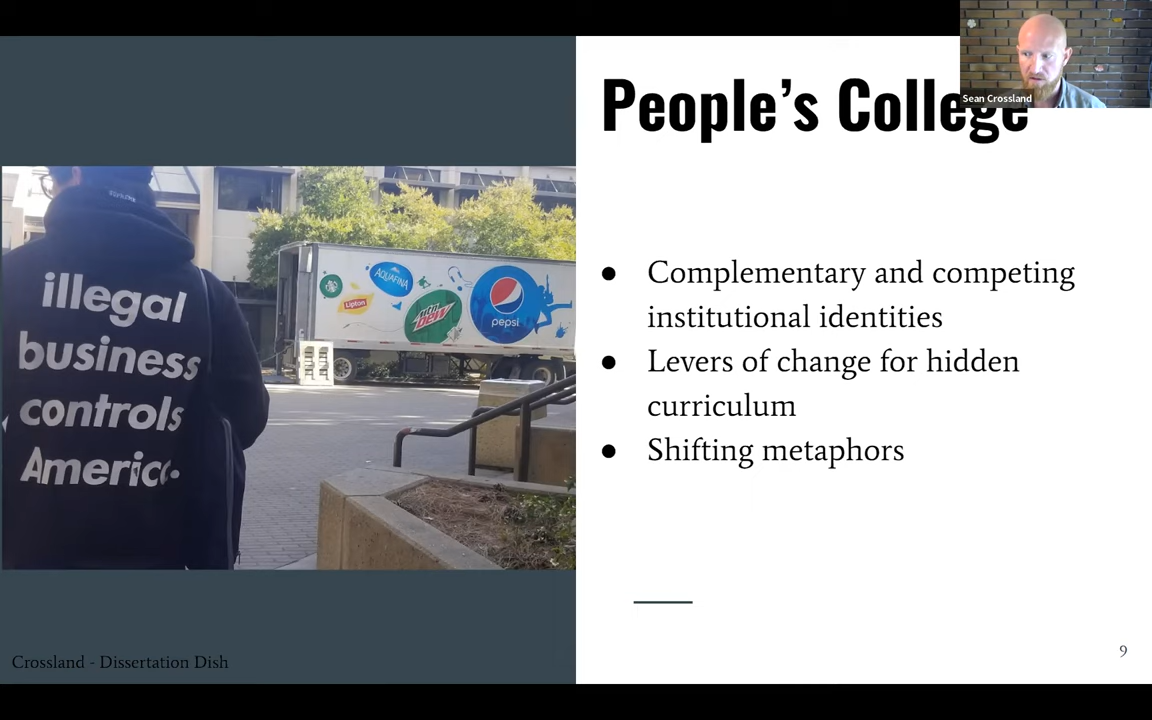 People's College
Sean Crossland
illegal
business
controls
America.
AQUAFINA
Lipton
mtn
dew
pepsi
Complementary and competing
institutional identities
Levers of change for hidden
curriculum
Shifting metaphors
Crossland - Dissertation Dish
9